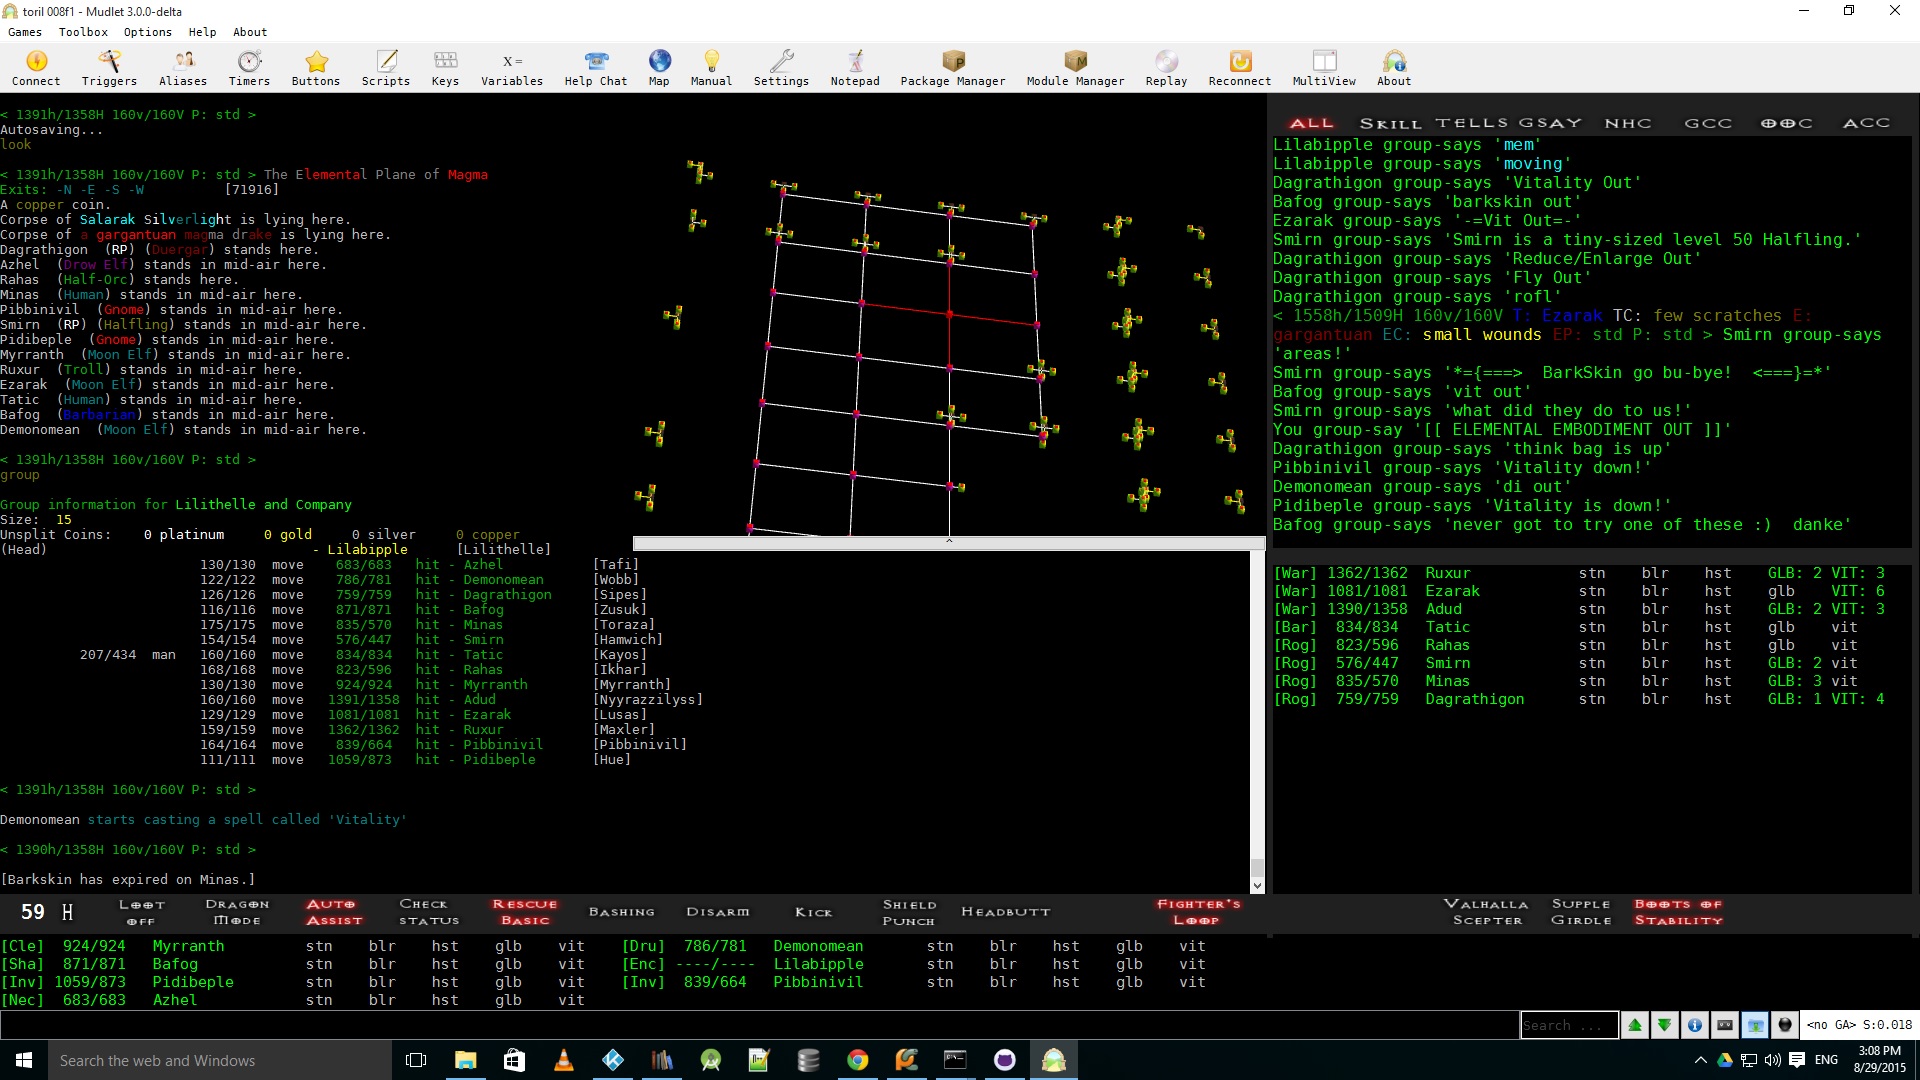 toril 008f1 - Mudlet 3.0.0-delta
Games Toolbox Options Help About
Connect Triggers Aliases Timers Buttons Scripts Keys Variables Help Chat Map Manual Settings Notepad Package Manager Module Manager Replay Reconnect MultiView About
< 1391h/1358H 160v/160V P: std >
Autosaving...
look
< 1391h/1358H 160v/160V P: std > The Elemental Plane of Magma
Exits: -N -E -S -W [71916]
A copper coin.
Corpse of Salarak Silverlight is lying here.
Corpse of a gargantuan magma drake is lying here.
Dagrathigon (RP) (Duergar) stands here.
Azhel (Drow Elf) stands in mid-air here.
Rahas (Half-Orc) stands in mid-air here.
Minas (Human) stands in mid-air here.
Pibbinivil (Gnome) stands in mid-air here.
Smirn (RP) (Halfling) stands in mid-air here.
Pidibeple (Gnome) stands in mid-air here.
Myrranth (Moon Elf) stands in mid-air here.
Ruxur (Troll) stands in mid-air here.
Ezarak (Moon Elf) stands in mid-air here.
Tatic (Human) stands in mid-air here.
Bafog (Barbarian) stands in mid-air here.
Demonomean (Moon Elf) stands in mid-air here.
< 1391h/1358H 160v/160V P: std >
group
Group information for Lilithelle and Company
Size: 15
Unsplit Coins: 0 platinum 0 gold 0 silver 0 copper
(Head) - Lilabipple [Lilithelle]
130/130 move 683/683 hit - Azhel [Tafi]
122/122 move 786/781 hit - Demonomean [Wobb]
126/126 move 759/759 hit - Dagrathigon [Sipes]
116/116 move 871/871 hit - Bafog [Zusuk]
175/175 move 835/570 hit - Minas [Toraza]
154/154 move 576/447 hit - Smirn [Hamwich]
207/434 man 160/160 move 834/834 hit - Tatic [Kayos]
168/168 move 823/596 hit - Rahas [Ikhar]
130/130 move 924/924 hit - Myrranth [Myrranth]
160/160 move 1391/1358 hit - Adud [Nyyrazzilyss]
129/129 move 1081/1081 hit - Ezarak [Lusas]
159/159 move 1362/1362 hit - Ruxur [Maxler]
164/164 move 839/664 hit - Pibbinivil [Pibbinivil]
111/111 move 1059/873 hit - Pidibeple [Hue]
< 1391h/1358H 160v/160V P: std >
Demonomean starts casting a spell called 'Vitality'
< 1390h/1358H 160v/160V P: std >
[Barkskin has expired on Minas.]
ALL SKILL TELLS GSAY NHC GCC OOC ACC
Lilabipple group-says 'mem'
Lilabipple group-says 'moving'
Dagrathigon group-says 'Vitality Out'
Bafog group-says 'barkskin out'
Ezarak group-says '-=Vit Out=-'
Smirn group-says 'Smirn is a tiny-sized level 50 Halfling.'
Dagrathigon group-says 'Reduce/Enlarge Out'
Dagrathigon group-says 'Fly Out'
Dagrathigon group-says 'rofl'
< 1558h/1509H 160v/160V T: Ezarak TC: few scratches E:
gargantuan EC: small wounds EP: std P: std > Smirn group-says
'areas!'
Smirn group-says '*={===> BarkSkin go bu-bye! <===}=*'
Bafog group-says 'vit out'
Smirn group-says 'what did they do to us!'
You group-say '[[ ELEMENTAL EMBODIMENT OUT ]]'
Dagrathigon group-says 'think bag is up'
Pibbinivil group-says 'Vitality down!'
Demonomean group-says 'di out'
Pidibeple group-says 'Vitality is down!'
Bafog group-says 'never got to try one of these :) danke'
[War] 1362/1362 Ruxur stn blr hst GLB: 2 VIT: 3
[War] 1081/1081 Ezarak stn blr hst glb VIT: 6
[War] 1390/1358 Adud stn blr hst GLB: 2 VIT: 3
[Bar] 834/834 Tatic stn blr hst glb vit
[Rog] 823/596 Rahas stn blr hst glb vit
[Rog] 576/447 Smirn stn blr hst GLB: 2 vit
[Rog] 835/570 Minas stn blr hst GLB: 3 vit
[Rog] 759/759 Dagrathigon stn blr hst GLB: 1 VIT: 4
59 H LOOT OFF DRAGON MODE AUTO ASSIST CHECK STATUS RESCUE BASIC BASHING DISARM KICK SHIELD PUNCH HEADBUTT FIGHTER'S LOOP VALHALLA SCEPTER SUPPLE GIRDLE BOOTS OF STABILITY
[Cle] 924/924 Myrranth stn blr hst glb vit [Dru] 786/781 Demonomean stn blr hst glb vit
[Sha] 871/871 Bafog stn blr hst glb vit [Enc] ----/---- Lilabipple stn blr hst glb vit
[Inv] 1059/873 Pidibeple stn blr hst glb vit [Inv] 839/664 Pibbinivil stn blr hst glb vit
[Nec] 683/683 Azhel stn blr hst glb vit
Search ... <no GA> S:0.018
Search the web and Windows
ENG
3:08 PM
8/29/2015